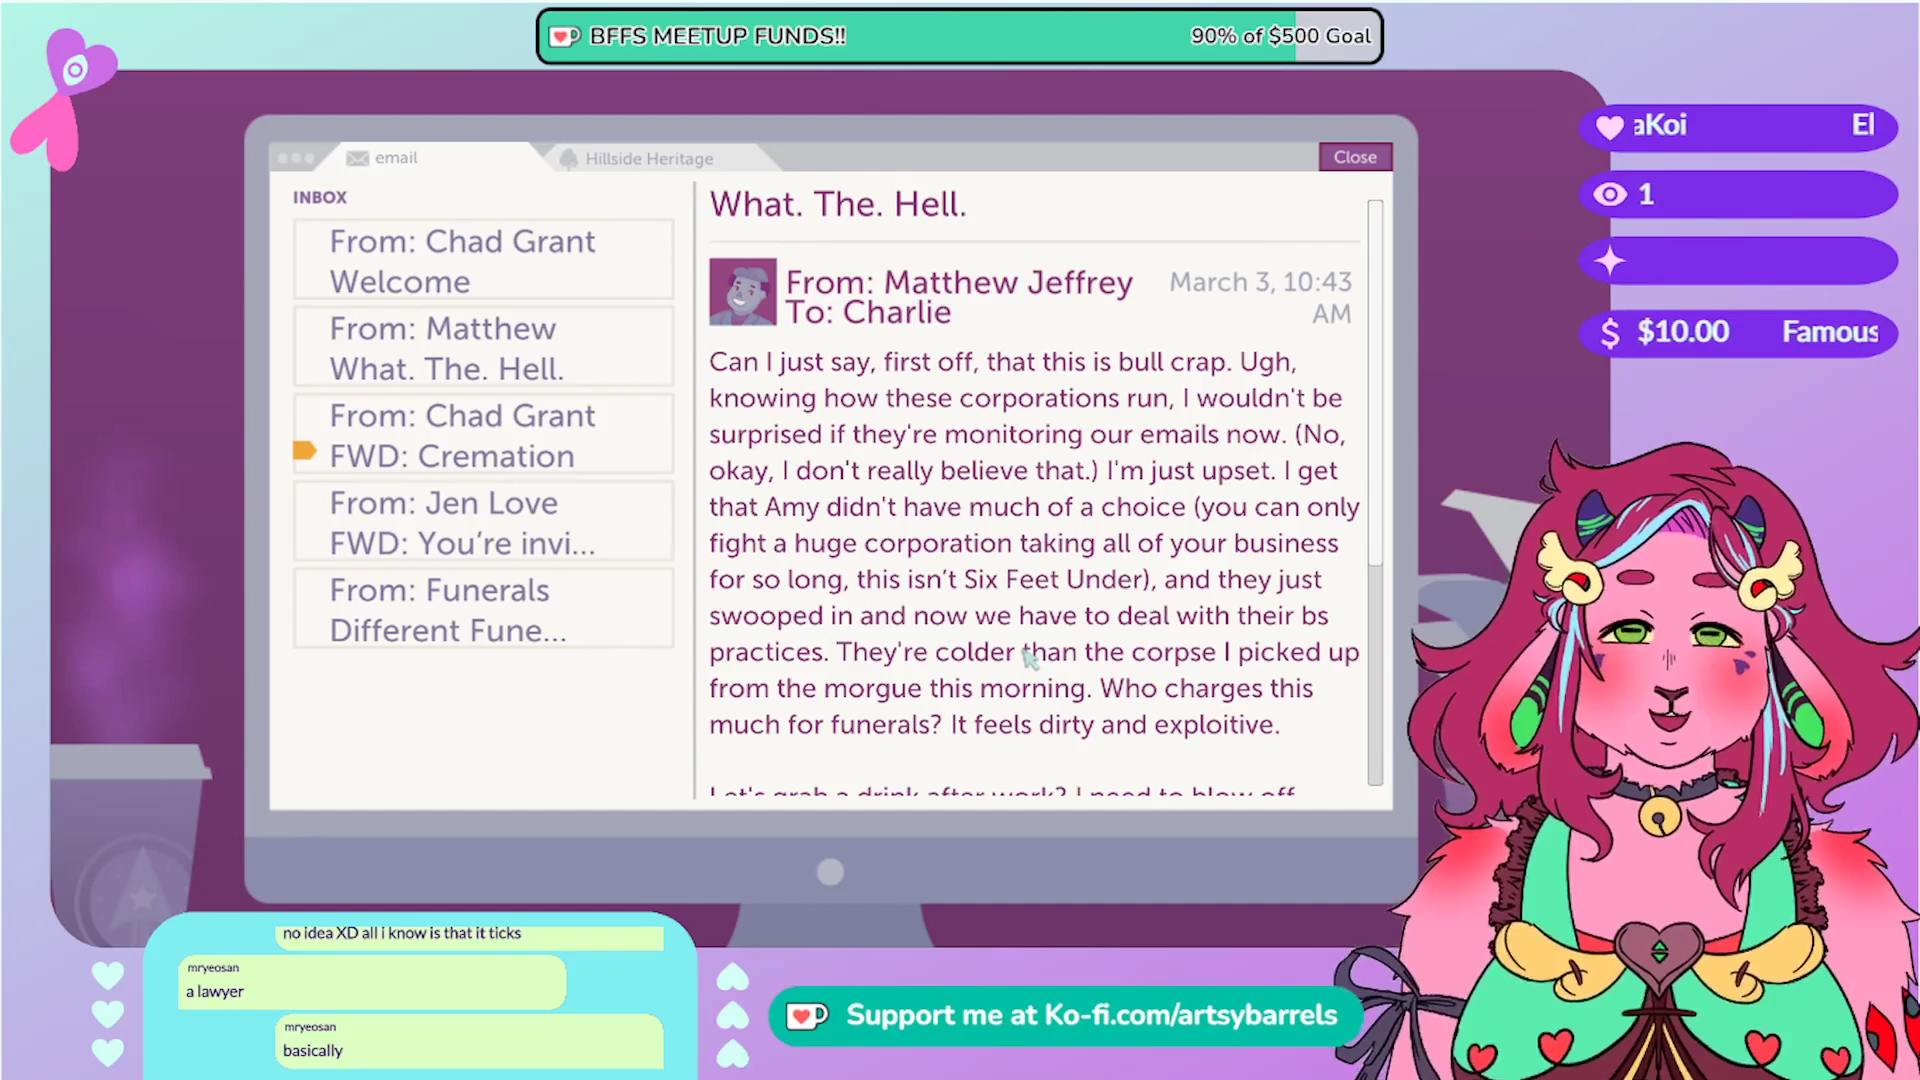 BFFS MEETUP FUNDS!!
90% of $500 Goal
email
Hillside Heritage
Close
INBOX
From: Chad Grant
Welcome
From: Matthew
What. The. Hell.
From: Chad Grant
FWD: Cremation
From: Jen Love
FWD: You're invi...
From: Funerals
Different Fune...
What. The. Hell.
From: Matthew Jeffrey
To: Charlie
March 3, 10:43
AM
Can I just say, first off, that this is bull crap. Ugh,
knowing how these corporations run, I wouldn't be
surprised if they're monitoring our emails now. (No,
okay, I don't really believe that.) I'm just upset. I get
that Amy didn't have much of a choice (you can only
fight a huge corporation taking all of your business
for so long, this isn't Six Feet Under), and they just
swooped in and now we have to deal with their bs
practices. They're colder than the corpse I picked up
from the morgue this morning. Who charges this
much for funerals? It feels dirty and exploitive.
Let's grab a drink after work? I need to blow off
aKoi
El
1
$10.00
Famous
no idea XD all i know is that it ticks
mryeosan
a lawyer
mryeosan
basically
Support me at Ko-fi.com/artsybarrels